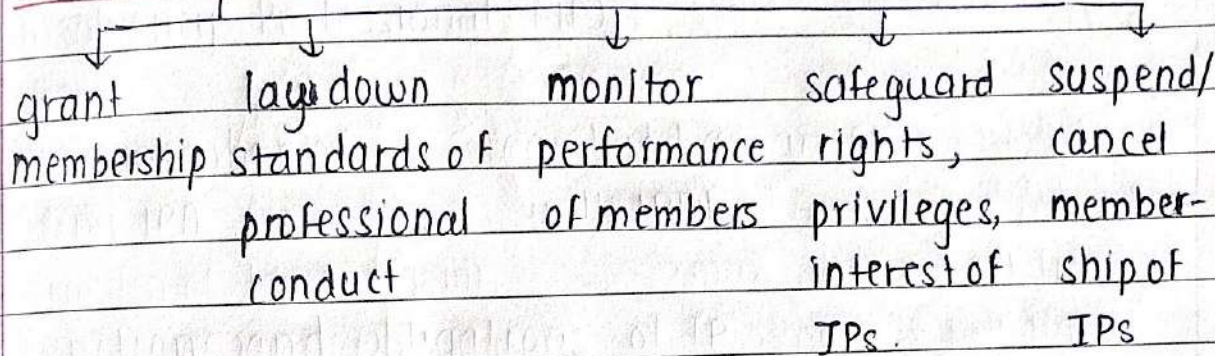 grant lay down monitor safeguard suspend/
membership standards of performance rights, cancel
professional of members privileges, member-
conduct interest of ship of
IPs. IPs